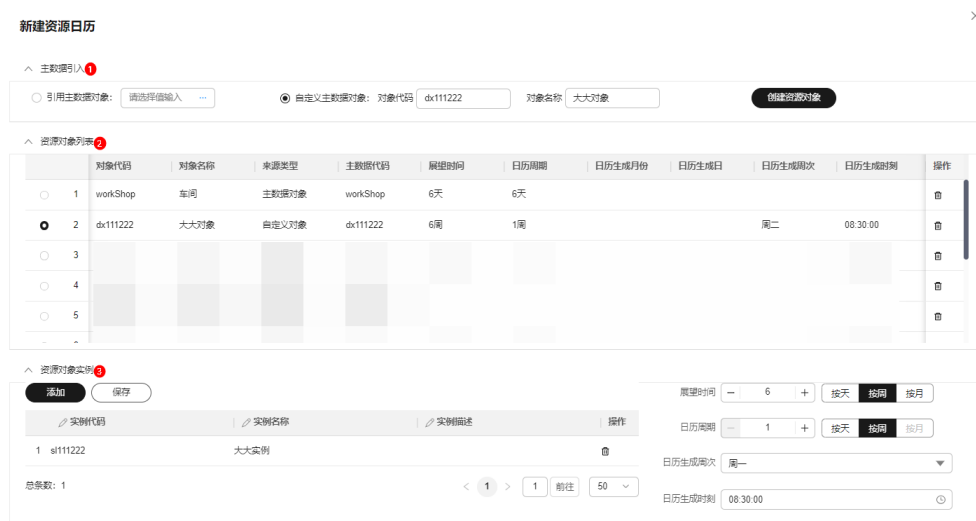 新建资源日历
主数据引入 1
引用主数据对象： 请选择值输入 ... 自定义主数据对象： 对象代码 dx111222 对象名称 大大对象 创建资源对象
资源对象列表 2
对象代码 对象名称 来源类型 主数据代码 展望时间 日历周期 日历生成月份 日历生成日 日历生成周次 日历生成时刻 操作
1 workShop 车间 主数据对象 workShop 6天 6天
2 dx111222 大大对象 自定义对象 dx111222 6周 1周 周二 08:30:00
3
4
5
资源对象实例 3
添加 保存
实例代码 实例名称 实例描述 操作
1 sl111222 大大实例
总条数：1 < 1 > 1 前往 50
展望时间 － 6 ＋ 按天 按周 按月
日历周期 － 1 ＋ 按天 按周 按月
日历生成周次 周一
日历生成时刻 08:30:00